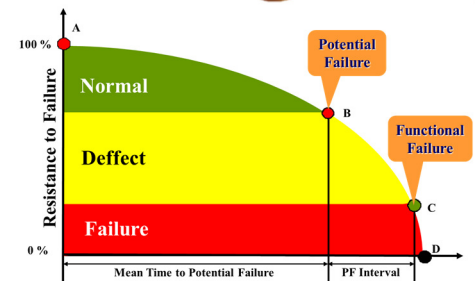 A
100 %
Potential
Failure
Normal
B
Functional
Failure
Deffect
C
Resistance to Failure
Failure
D
0 %
Mean Time to Potential Failure
PF Interval